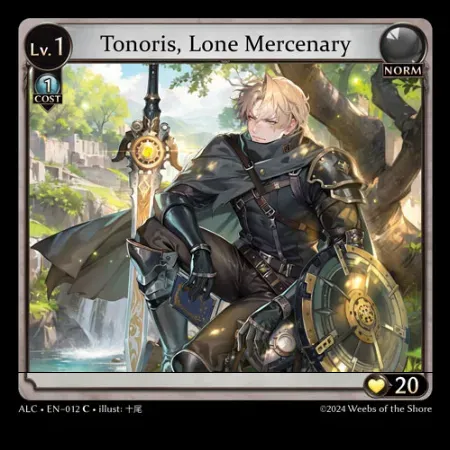 Lv. 1
Tonoris, Lone Mercenary
NORM
1
COST
20
ALC • EN-012 C • illust: 十尾
©2024 Weebs of the Shore